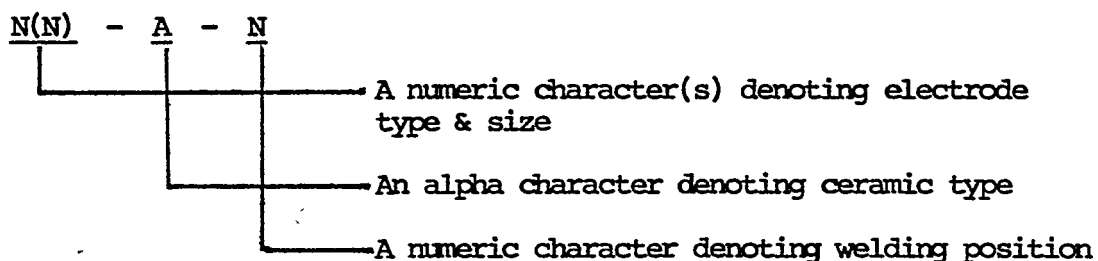 N(N) - A - N
A numeric character(s) denoting electrode
type & size
An alpha character denoting ceramic type
A numeric character denoting welding position